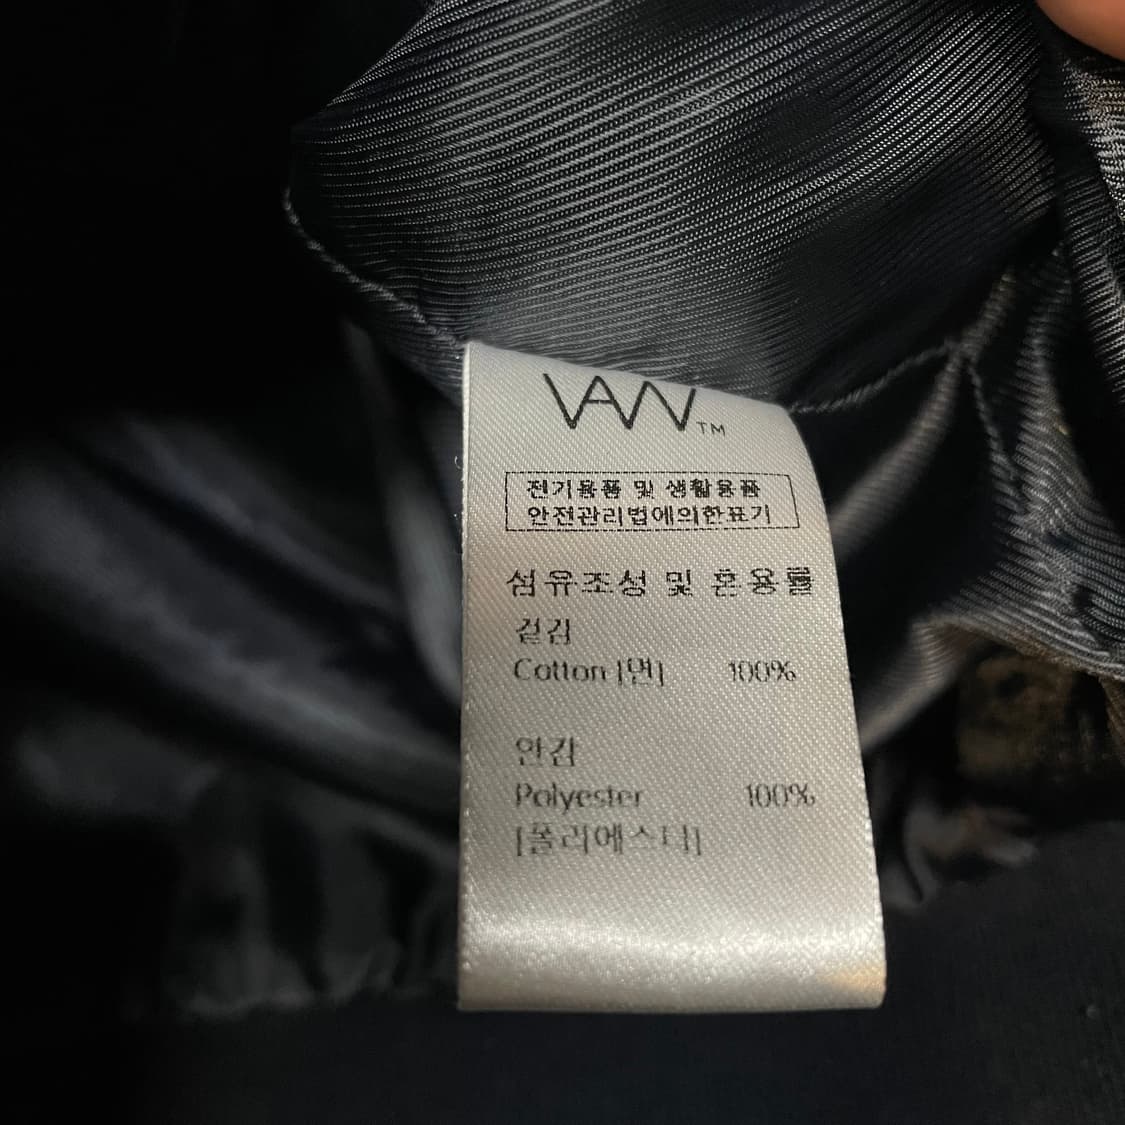 VAN TM
전기용품 및 생활용품
안전관리법에의한표기
섬유조성 및 혼용률
겉감
Cotton [면] 100%
안감
Polyester 100%
[폴리에스터]